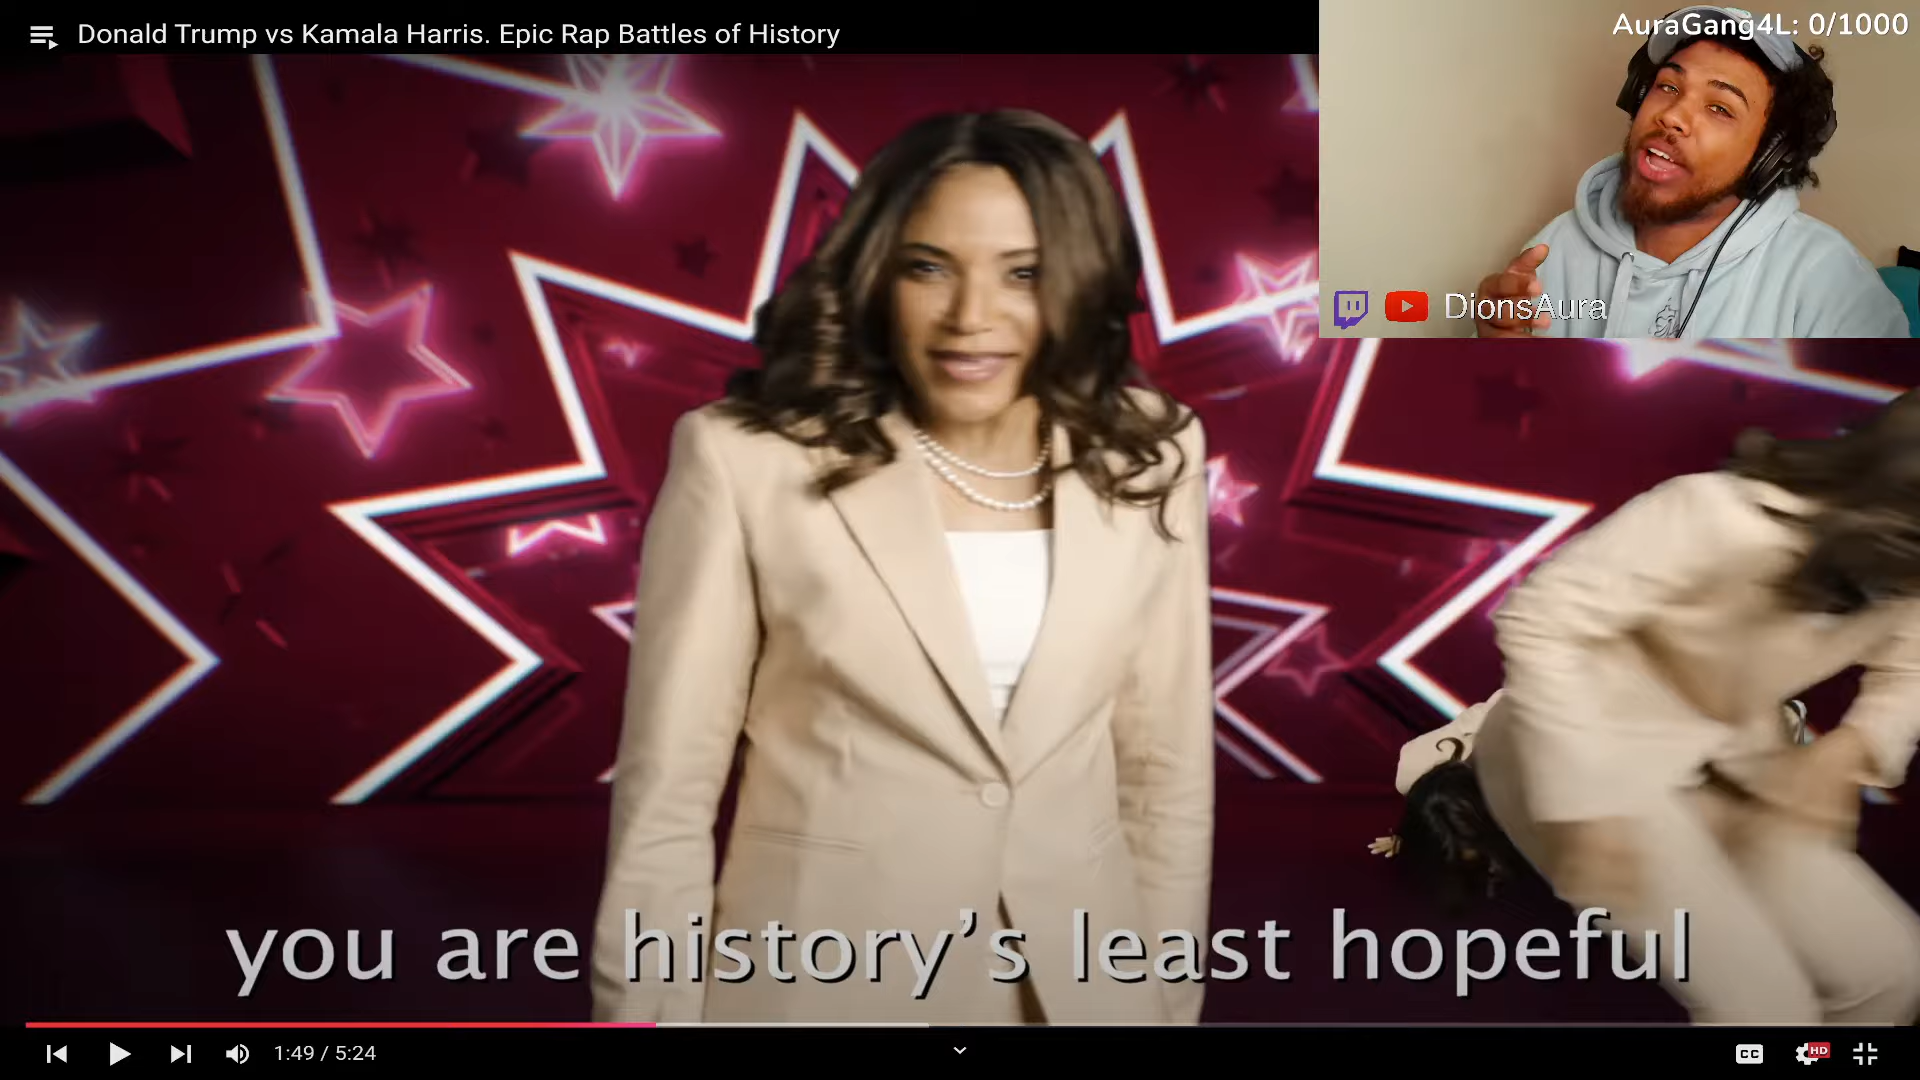 Donald Trump vs Kamala Harris. Epic Rap Battles of History
AuraGang4L: 0/1000
DionsAura
you are history's least hopeful
1:49 / 5:24
CC
HD